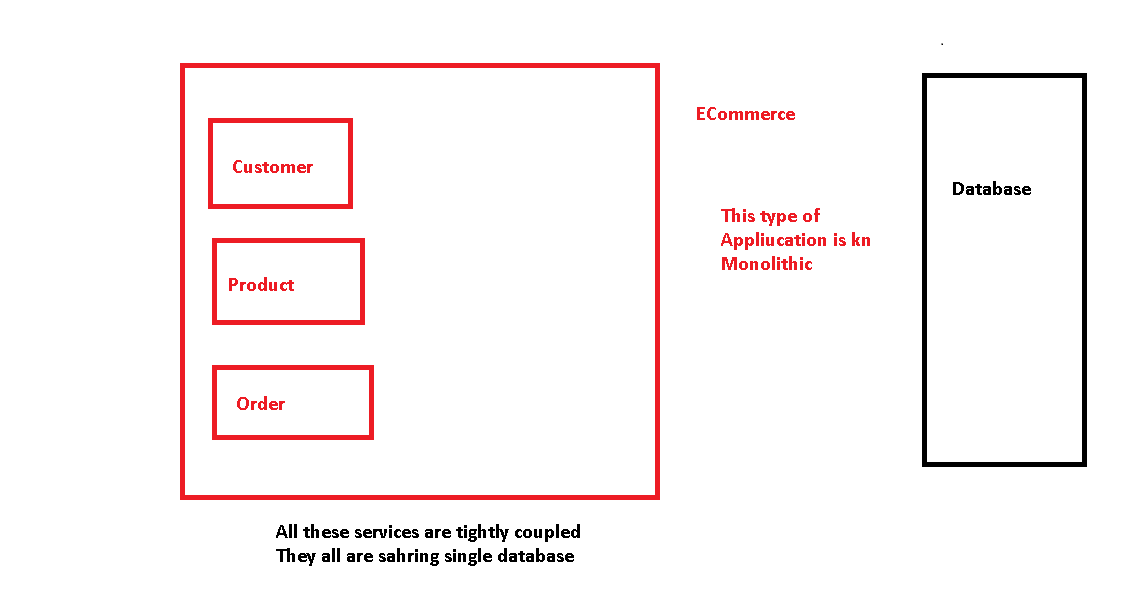 ECommerce
Customer
Database
This type of
Appliucation is kn
Monolithic
Product
Order
All these services are tightly coupled
They all are sahring single database